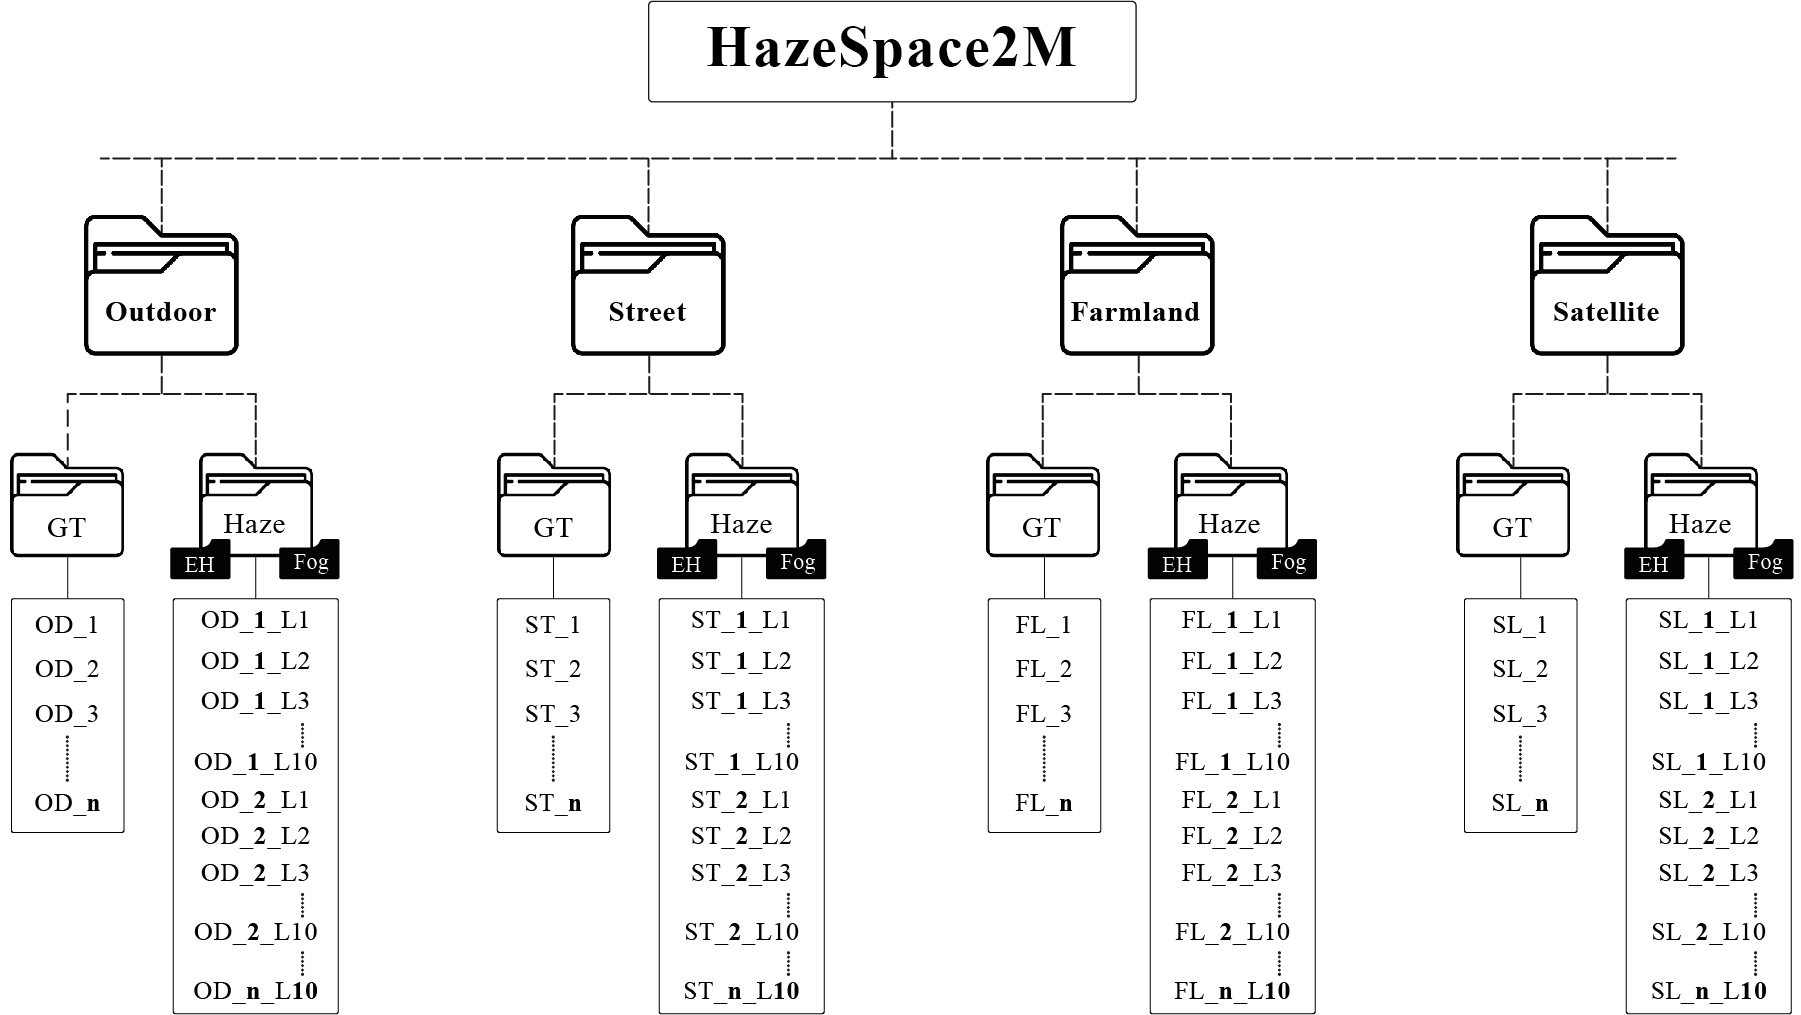 HazeSpace2M
Outdoor
Street
Farmland
Satellite
GT
Haze
EH
Fog
GT
Haze
EH
Fog
GT
Haze
EH
Fog
GT
Haze
EH
Fog
OD_1
OD_2
OD_3
OD_n
OD_1_L1
OD_1_L2
OD_1_L3
OD_1_L10
OD_2_L1
OD_2_L2
OD_2_L3
OD_2_L10
OD_n_L10
ST_1
ST_2
ST_3
ST_n
ST_1_L1
ST_1_L2
ST_1_L3
ST_1_L10
ST_2_L1
ST_2_L2
ST_2_L3
ST_2_L10
ST_n_L10
FL_1
FL_2
FL_3
FL_n
FL_1_L1
FL_1_L2
FL_1_L3
FL_1_L10
FL_2_L1
FL_2_L2
FL_2_L3
FL_2_L10
FL_n_L10
SL_1
SL_2
SL_3
SL_n
SL_1_L1
SL_1_L2
SL_1_L3
SL_1_L10
SL_2_L1
SL_2_L2
SL_2_L3
SL_2_L10
SL_n_L10